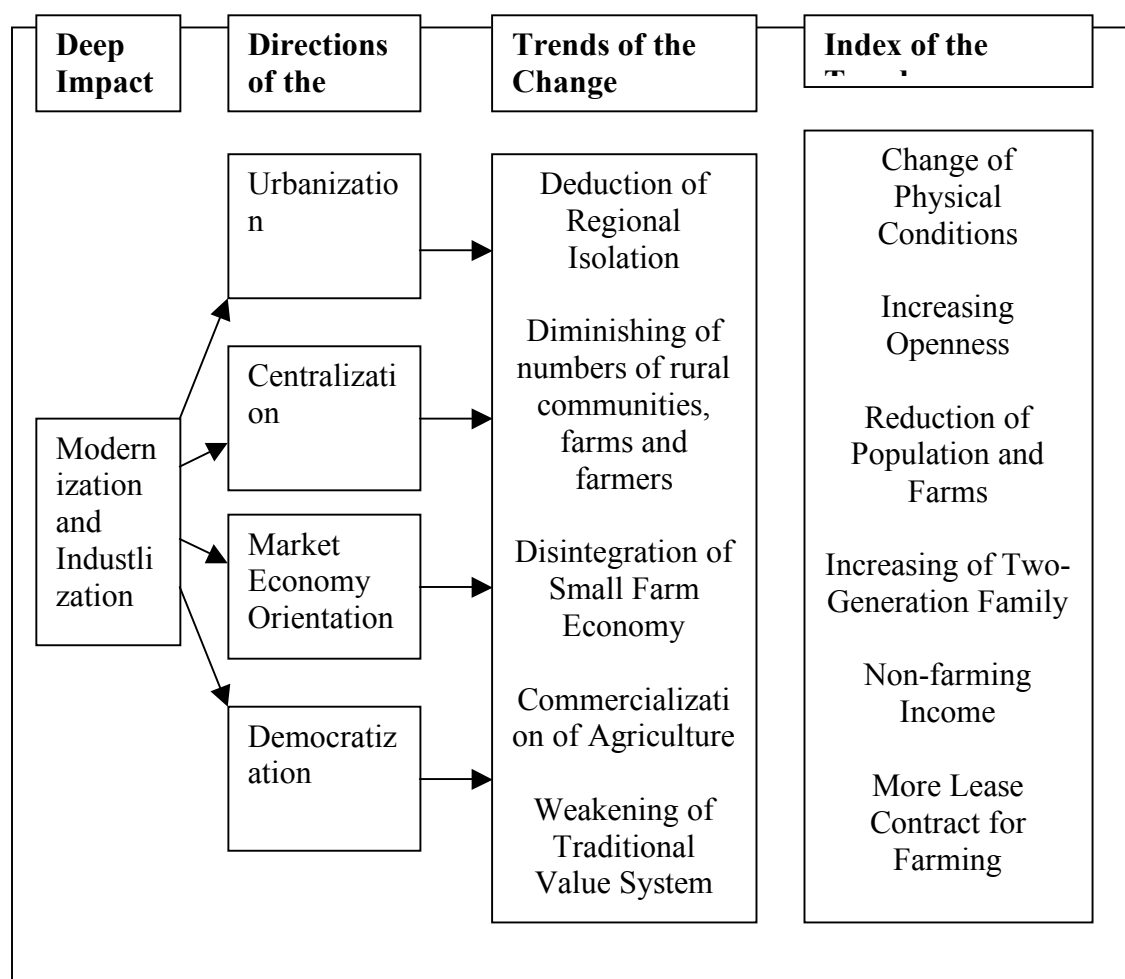 Deep
Impact
Directions
of the
Trends of the
Change
Index of the
Urbanizatio
n
Centralizati
on
Modern
ization
and
Industli
zation
Market
Economy
Orientation
Democratiz
ation
Deduction of
Regional
Isolation
Diminishing of
numbers of rural
communities,
farms and
farmers
Disintegration of
Small Farm
Economy
Commercializati
on of Agriculture
Weakening of
Traditional
Value System
Change of
Physical
Conditions
Increasing
Openness
Reduction of
Population and
Farms
Increasing of Two-
Generation Family
Non-farming
Income
More Lease
Contract for
Farming